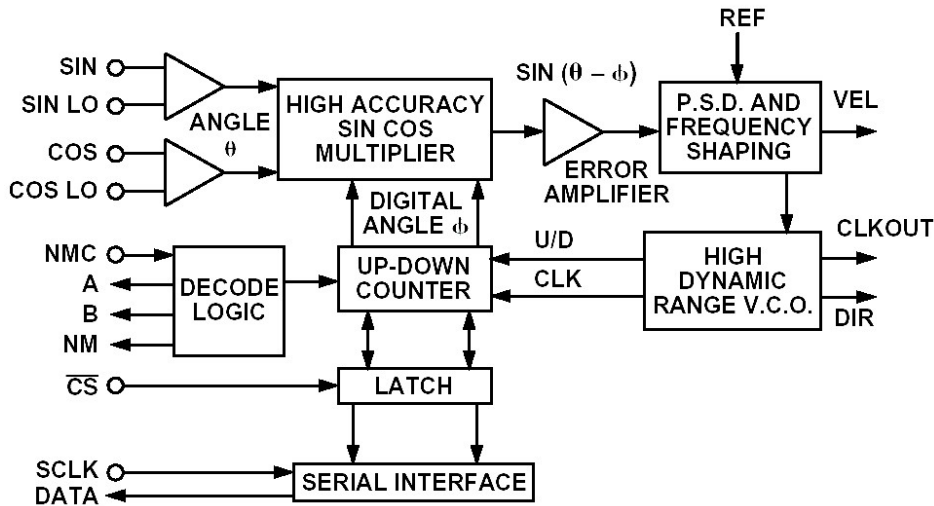 REF
SIN
SIN LO
ANGLE
θ
COS
COS LO
HIGH ACCURACY
SIN COS
MULTIPLIER
SIN (θ – ϕ)
ERROR
AMPLIFIER
P.S.D. AND
FREQUENCY
SHAPING
VEL
DIGITAL
ANGLE ϕ
NMC
A
B
NM
DECODE
LOGIC
UP-DOWN
COUNTER
U/D
CLK
HIGH
DYNAMIC
RANGE V.C.O.
CLKOUT
DIR
C̅S̅
LATCH
SCLK
DATA
SERIAL INTERFACE